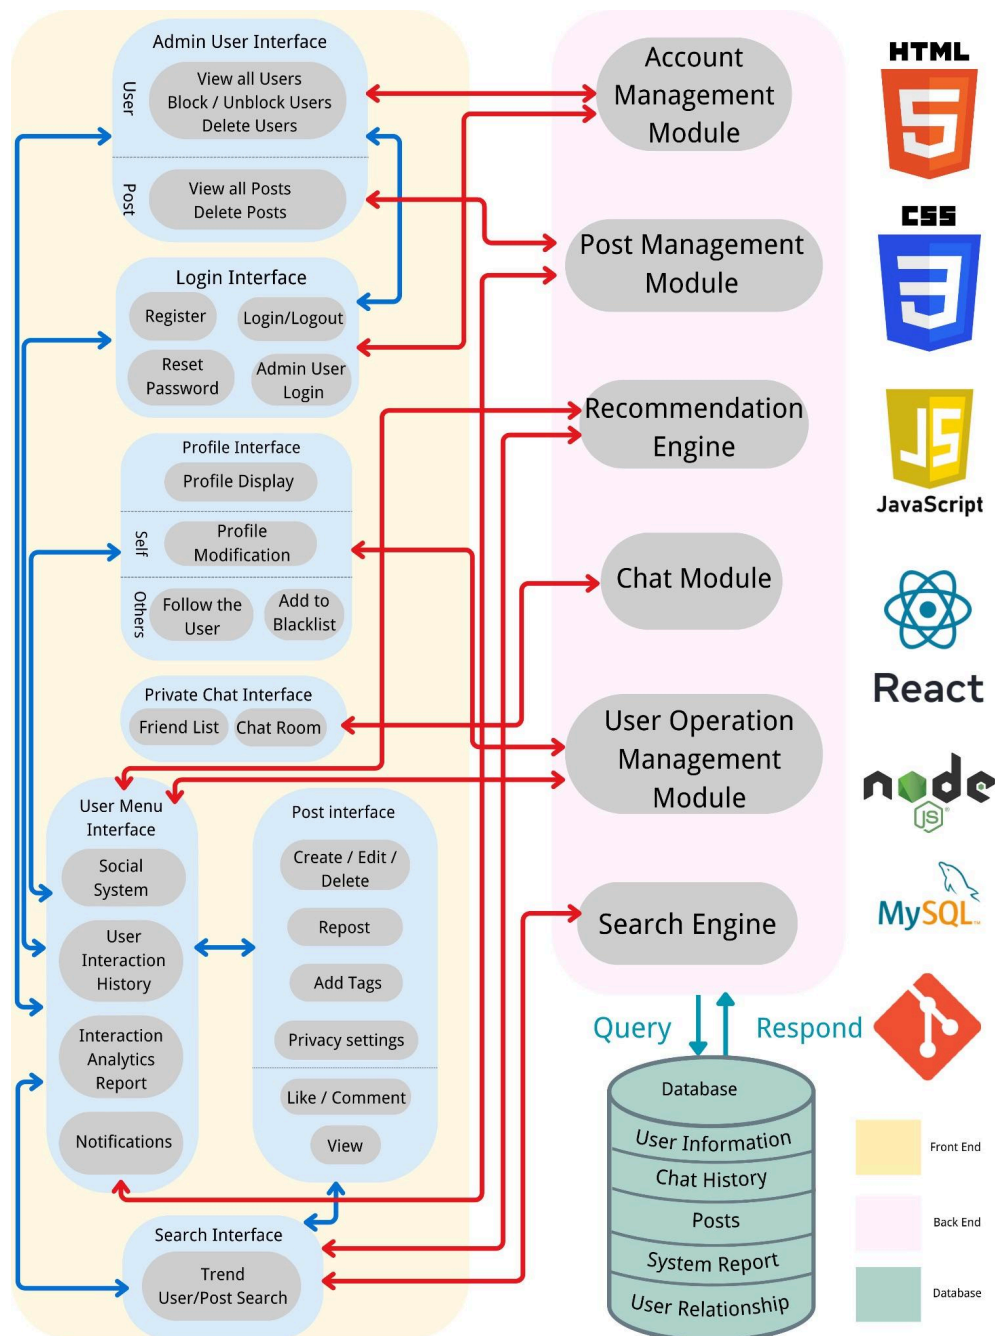 Admin User Interface
User
View all Users
Block / Unblock Users
Delete Users
Post
View all Posts
Delete Posts
Login Interface
Register
Login/Logout
Reset
Password
Admin User
Login
Profile Interface
Profile Display
Self
Profile
Modification
Others
Follow the
User
Add to
Blacklist
Private Chat Interface
Friend List
Chat Room
User Menu
Interface
Social
System
User
Interaction
History
Interaction
Analytics
Report
Notifications
Post interface
Create / Edit /
Delete
Repost
Add Tags
Privacy settings
Like / Comment
View
Search Interface
Trend
User/Post Search
Account
Management
Module
Post Management
Module
Recommendation
Engine
Chat Module
User Operation
Management
Module
Search Engine
Query
Respond
Database
User Information
Chat History
Posts
System Report
User Relationship
HTML
5
CSS
3
JS
JavaScript
React
node
JS
MySQL
Front End
Back End
Database